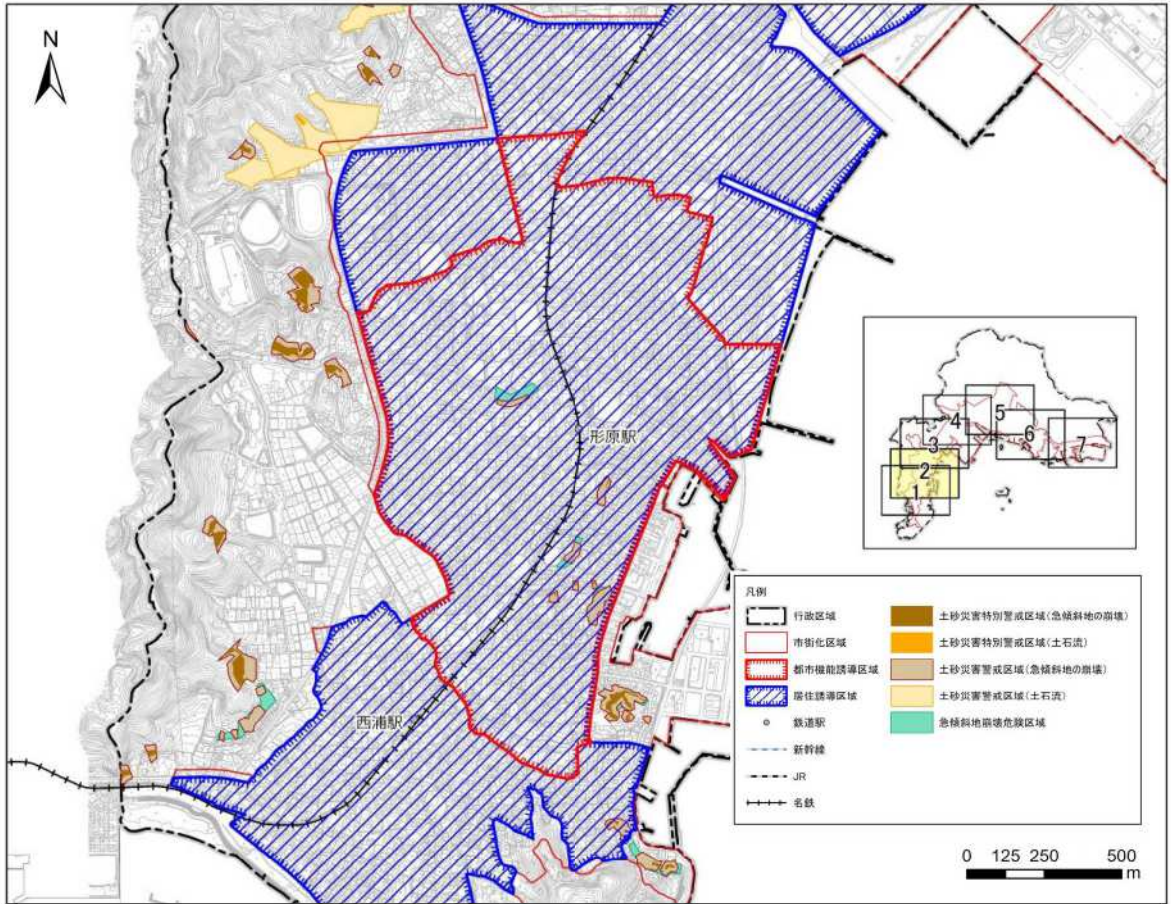 N
形原駅
西浦駅
5
4
6
7
3
2
1
凡例
行政区域
市街化区域
都市機能誘導区域
居住誘導区域
鉄道駅
新幹線
JR
名鉄
土砂災害特別警戒区域(急傾斜地の崩壊)
土砂災害特別警戒区域(土石流)
土砂災害警戒区域(急傾斜地の崩壊)
土砂災害警戒区域(土石流)
急傾斜地崩壊危険区域
0 125 250 500
m